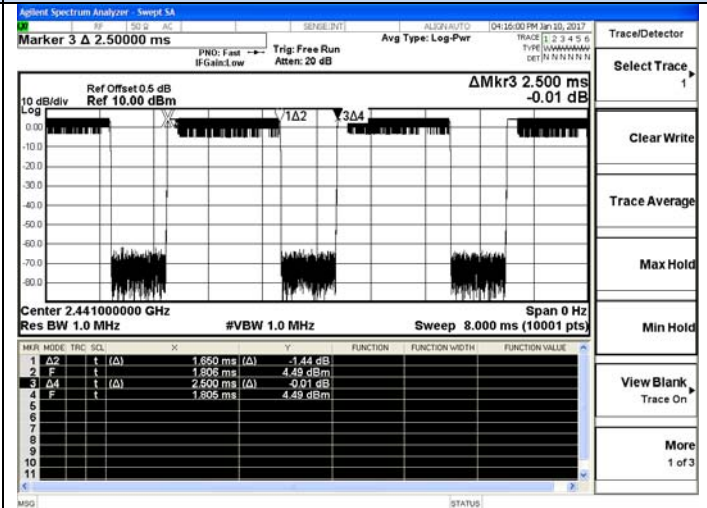 Agilent Spectrum Analyzer - Swept SA
RF 50 Ω AC SENSE:INT ALIGN AUTO 04:16:00 PM Jan 10, 2017
Marker 3 Δ 2.50000 ms
PNO: Fast
IFGain:Low
Trig: Free Run
Atten: 20 dB
Avg Type: Log-Pwr
TRACE 1 2 3 4 5 6
TYPE WWWWWW
DET N N N N N N
Ref Offset 0.5 dB
10 dB/div Ref 10.00 dBm
ΔMkr3 2.500 ms
-0.01 dB
Log
1Δ2 3Δ4
0.00
-10.0
-20.0
-30.0
-40.0
-50.0
-60.0
-70.0
-80.0
Center 2.441000000 GHz Span 0 Hz
Res BW 1.0 MHz #VBW 1.0 MHz Sweep 8.000 ms (10001 pts)
MKR MODE TRC SCL X Y FUNCTION FUNCTION WIDTH FUNCTION VALUE
1 Δ2 t (Δ) 1.650 ms (Δ) -1.44 dB
2 F t 1.806 ms 4.49 dBm
3 Δ4 t (Δ) 2.500 ms (Δ) -0.01 dB
4 F t 1.805 ms 4.49 dBm
5
6
7
8
9
10
11
MSG STATUS
Trace/Detector
Select Trace
1
Clear Write
Trace Average
Max Hold
Min Hold
View Blank
Trace On
More
1 of 3